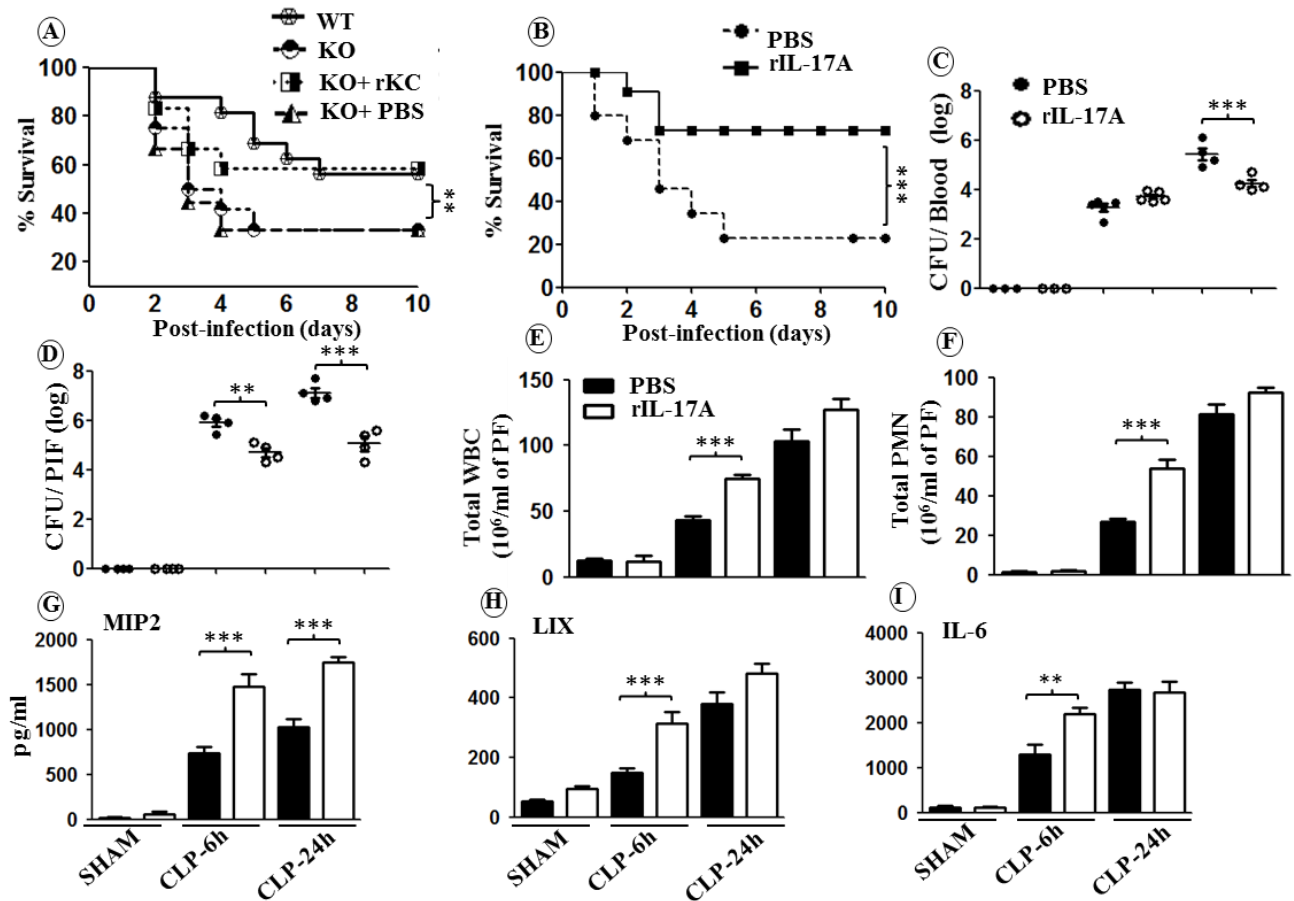 A
WT
KO
KO+ rKC
KO+ PBS
% Survival
100
80
60
40
20
**
0
2
4
6
8
10
Post-infection (days)
B
PBS
rIL-17A
% Survival
100
80
60
40
20
0
***
0
2
4
6
8
10
Post-infection (days)
C
PBS
rIL-17A
CFU/ Blood (log)
8
6
4
2
0
***
D
CFU/ PIF (log)
8
6
4
2
0
**
***
E
PBS
rIL-17A
Total WBC
(10⁶/ml of PF)
150
100
50
0
***
F
Total PMN
(10⁶/ml of PF)
100
80
60
40
20
0
***
G
MIP2
pg/ml
2000
1500
1000
500
0
***
***
SHAM
CLP-6h
CLP-24h
H
LIX
600
400
200
0
***
SHAM
CLP-6h
CLP-24h
I
IL-6
4000
3000
2000
1000
0
**
SHAM
CLP-6h
CLP-24h